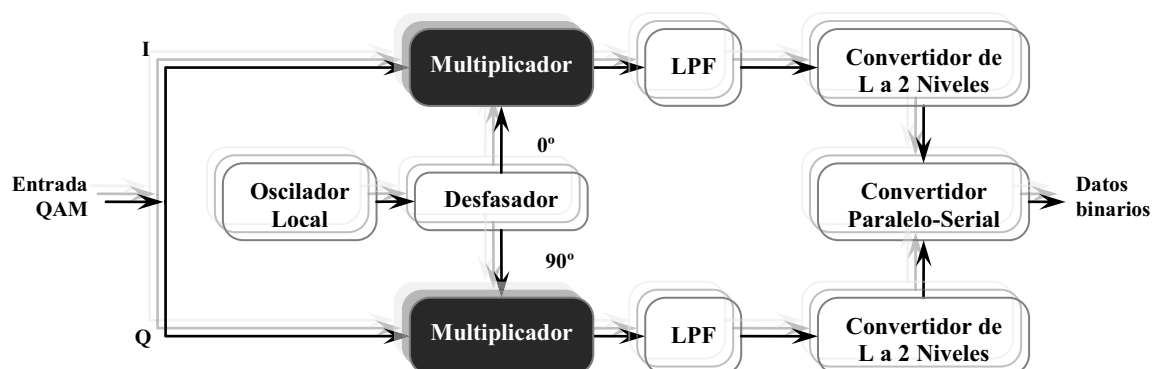 I
Multiplicador
LPF
Convertidor de
L a 2 Niveles
0º
Entrada
QAM
Oscilador
Local
Desfasador
Convertidor
Paralelo-Serial
Datos
binarios
90º
Q
Multiplicador
LPF
Convertidor de
L a 2 Niveles